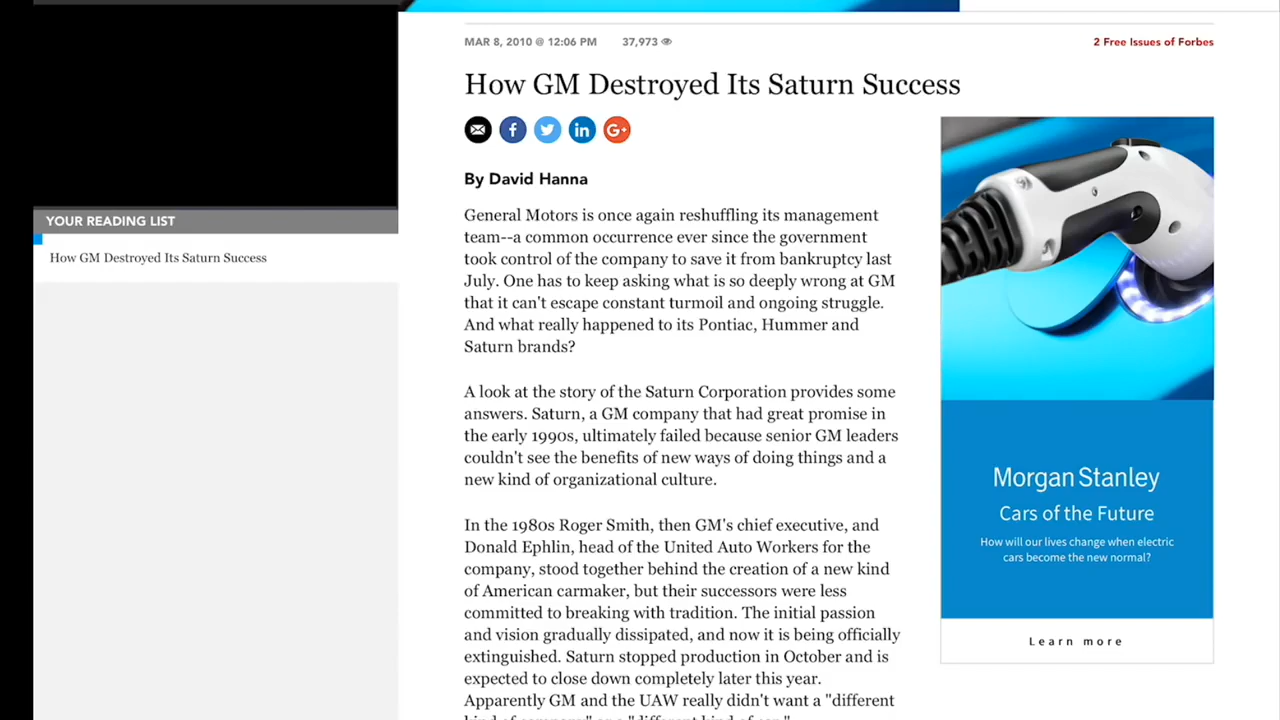 MAR 8, 2010 @ 12:06 PM 37,973
2 Free Issues of Forbes
How GM Destroyed Its Saturn Success
By David Hanna
YOUR READING LIST
How GM Destroyed Its Saturn Success
General Motors is once again reshuffling its management
team--a common occurrence ever since the government
took control of the company to save it from bankruptcy last
July. One has to keep asking what is so deeply wrong at GM
that it can't escape constant turmoil and ongoing struggle.
And what really happened to its Pontiac, Hummer and
Saturn brands?
A look at the story of the Saturn Corporation provides some
answers. Saturn, a GM company that had great promise in
the early 1990s, ultimately failed because senior GM leaders
couldn't see the benefits of new ways of doing things and a
new kind of organizational culture.
In the 1980s Roger Smith, then GM's chief executive, and
Donald Ephlin, head of the United Auto Workers for the
company, stood together behind the creation of a new kind
of American carmaker, but their successors were less
committed to breaking with tradition. The initial passion
and vision gradually dissipated, and now it is being officially
extinguished. Saturn stopped production in October and is
expected to close down completely later this year.
Apparently GM and the UAW really didn't want a "different
kind of company" or a "different kind of car."
Morgan Stanley
Cars of the Future
How will our lives change when electric
cars become the new normal?
Learn more